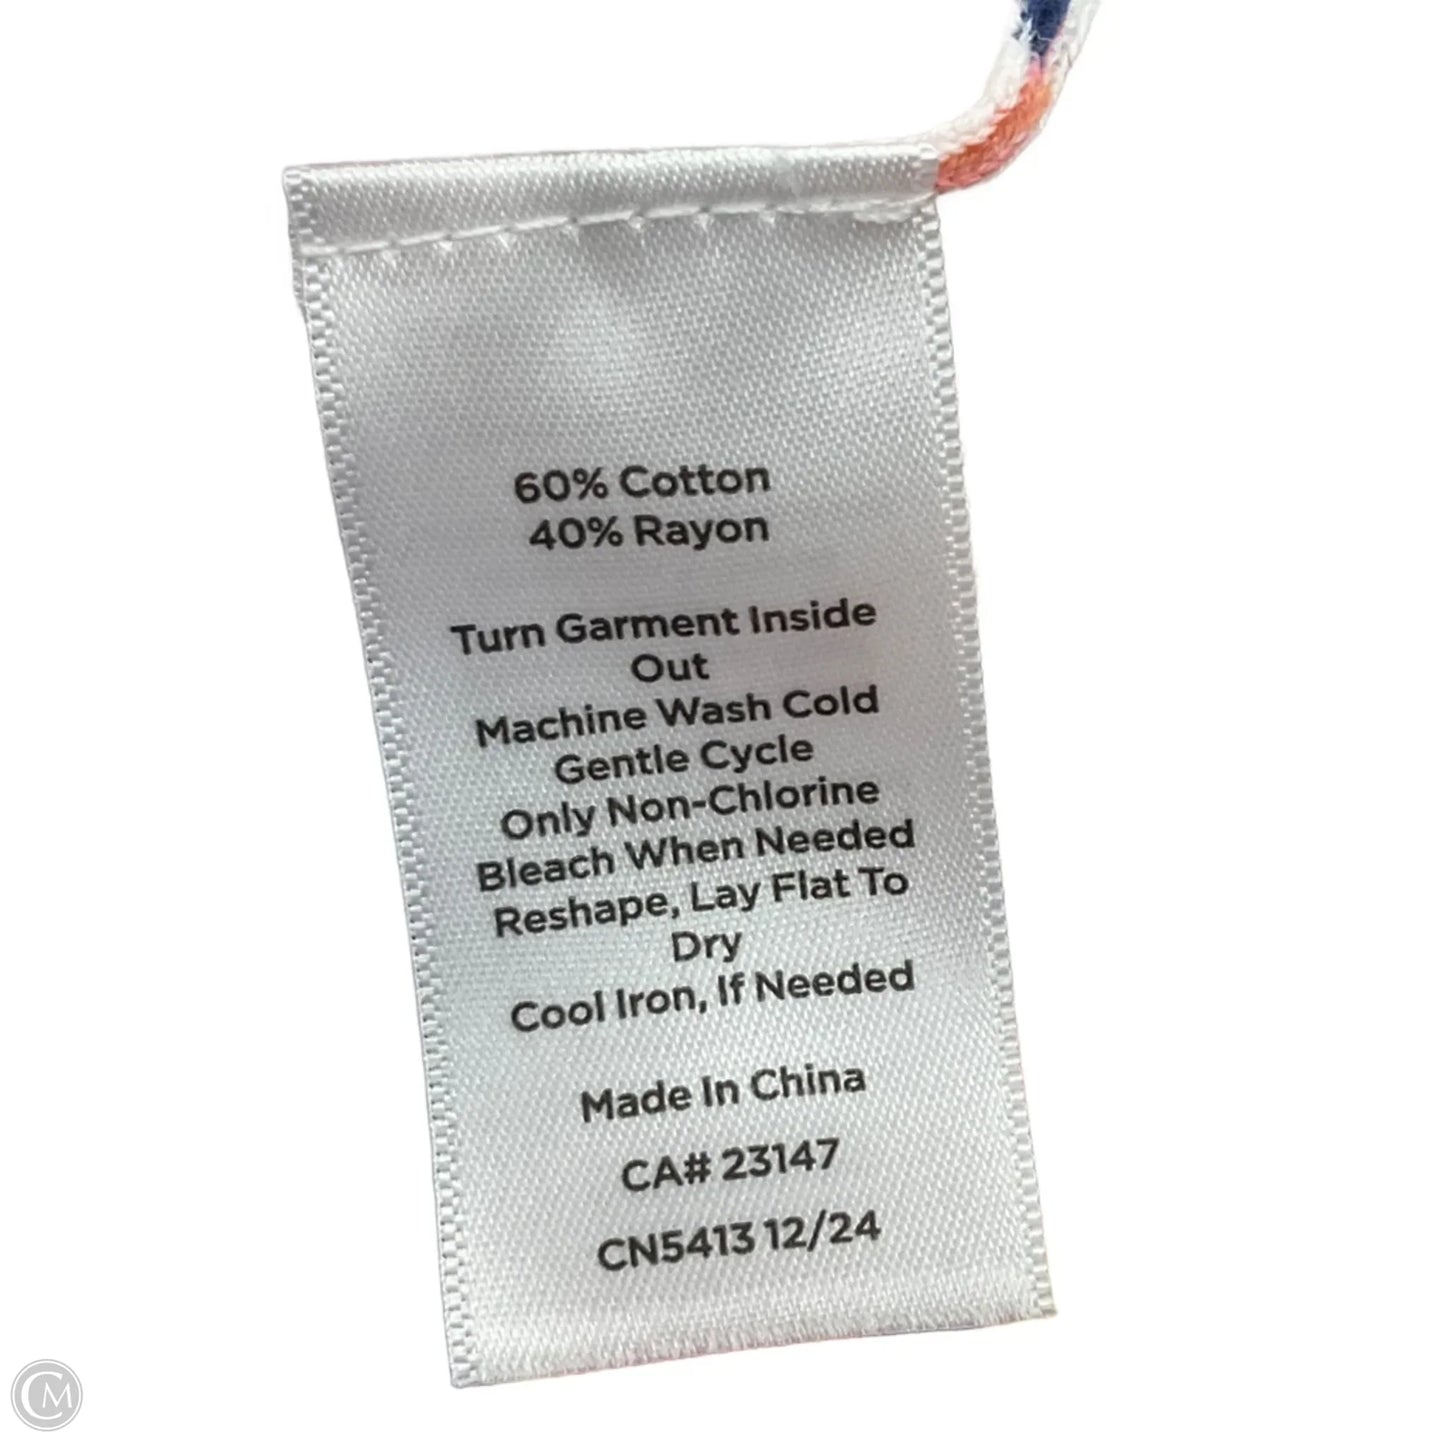 60% Cotton
40% Rayon
Turn Garment Inside
Out
Machine Wash Cold
Gentle Cycle
Only Non-Chlorine
Bleach When Needed
Reshape, Lay Flat To
Dry
Cool Iron, If Needed
Made In China
CA# 23147
CN5413 12/24
CM